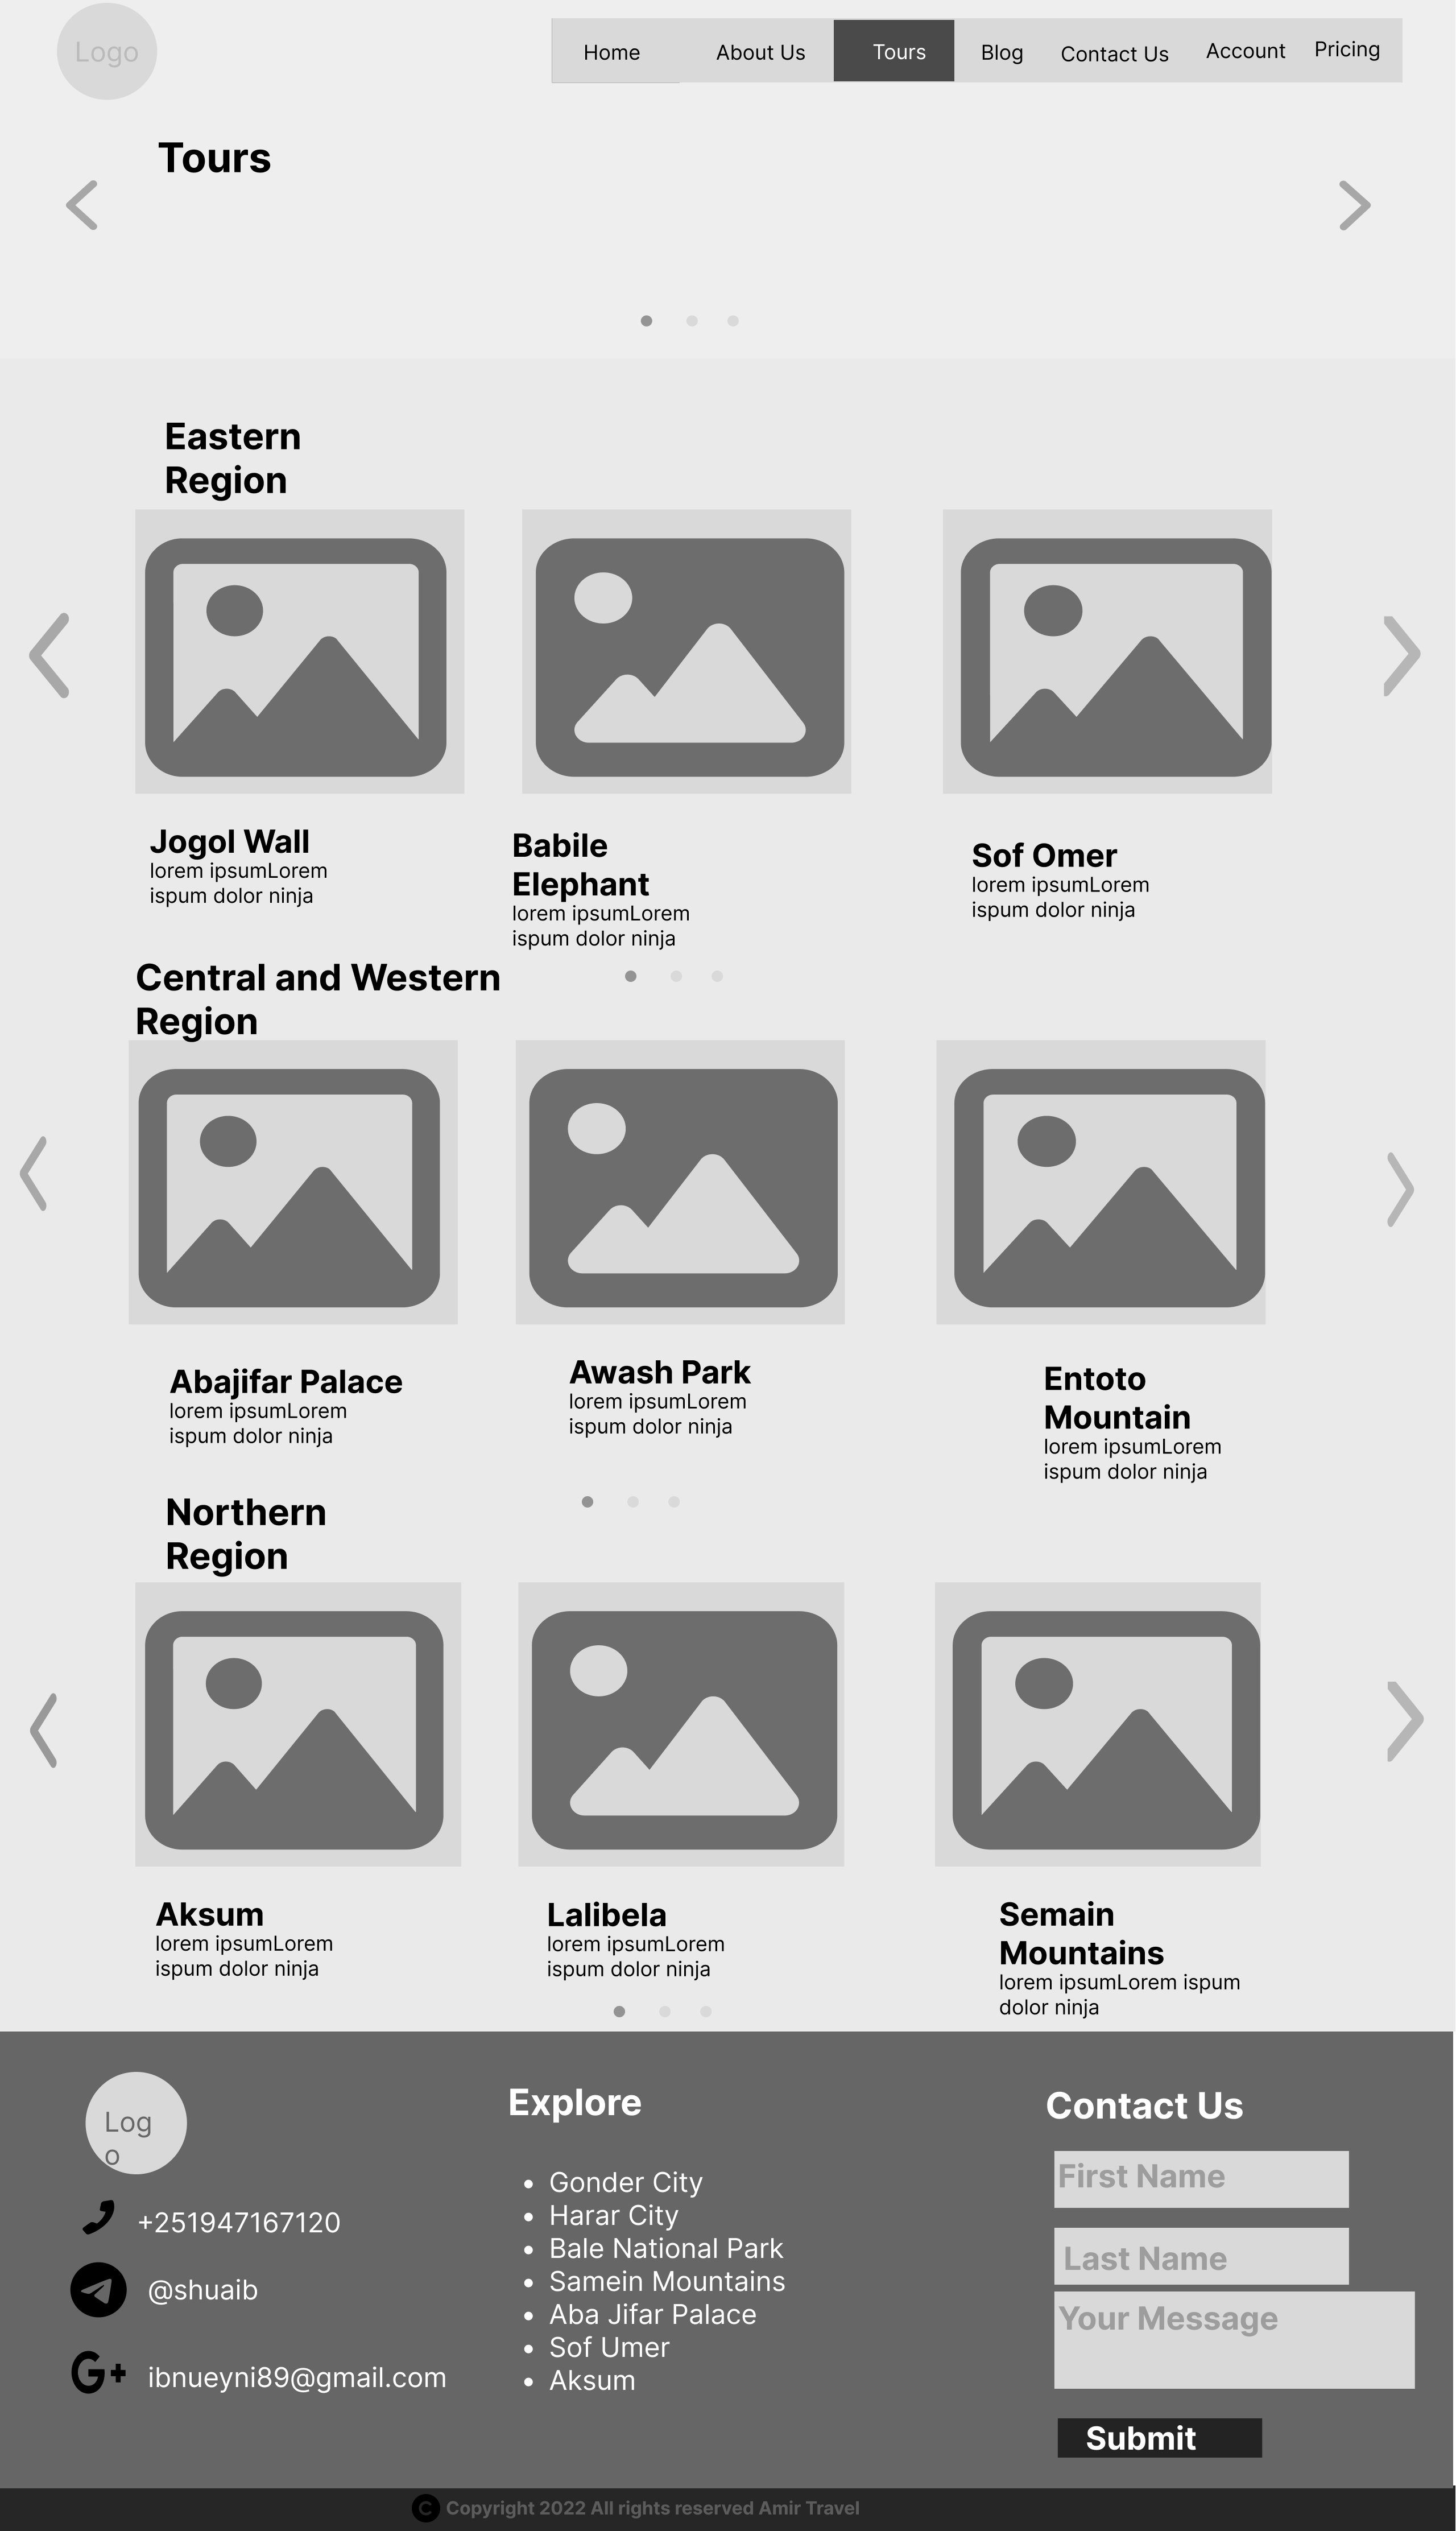 Logo
Home
About Us
Tours
Blog
Contact Us
Account
Pricing
Tours
Eastern
Region
Jogol Wall
lorem ipsumLorem
ispum dolor ninja
Babile
Elephant
lorem ipsumLorem
ispum dolor ninja
Sof Omer
lorem ipsumLorem
ispum dolor ninja
Central and Western
Region
Abajifar Palace
lorem ipsumLorem
ispum dolor ninja
Awash Park
lorem ipsumLorem
ispum dolor ninja
Entoto
Mountain
lorem ipsumLorem
ispum dolor ninja
Northern
Region
Aksum
lorem ipsumLorem
ispum dolor ninja
Lalibela
lorem ipsumLorem
ispum dolor ninja
Semain
Mountains
lorem ipsumLorem ispum
dolor ninja
Log
o
+251947167120
@shuaib
G+
ibnueyni89@gmail.com
Explore
• Gonder City
• Harar City
• Bale National Park
• Samein Mountains
• Aba Jifar Palace
• Sof Umer
• Aksum
Contact Us
First Name
Last Name
Your Message
Submit
C Copyright 2022 All rights reserved Amir Travel